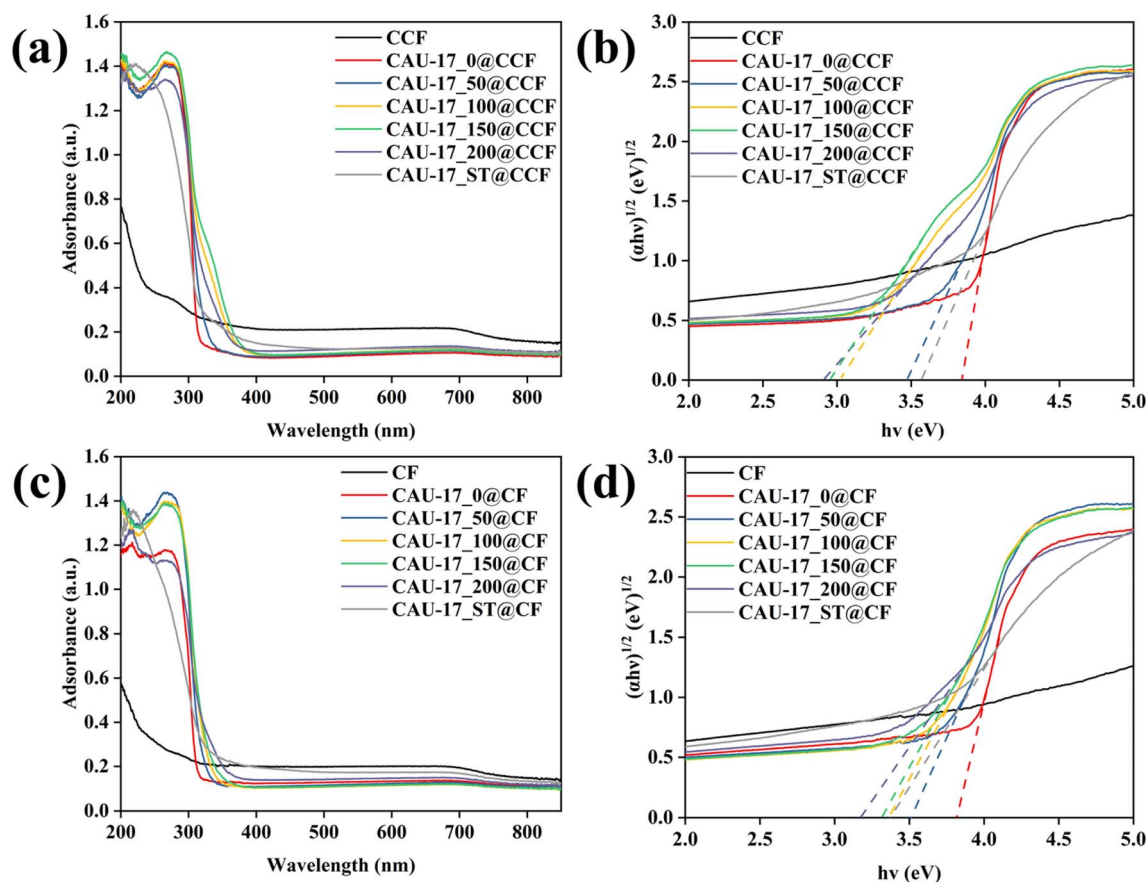 (a)
1.6
1.4
1.2
1.0
0.8
0.6
0.4
0.2
0.0
Adsorbance (a.u.)
CCF
CAU-17_0@CCF
CAU-17_50@CCF
CAU-17_100@CCF
CAU-17_150@CCF
CAU-17_200@CCF
CAU-17_ST@CCF
200 300 400 500 600 700 800
Wavelength (nm)
(b)
3.0
2.5
2.0
1.5
1.0
0.5
0.0
(αhν)1/2 (eV)1/2
CCF
CAU-17_0@CCF
CAU-17_50@CCF
CAU-17_100@CCF
CAU-17_150@CCF
CAU-17_200@CCF
CAU-17_ST@CCF
2.0 2.5 3.0 3.5 4.0 4.5 5.0
hν (eV)
(c)
1.6
1.4
1.2
1.0
0.8
0.6
0.4
0.2
0.0
Adsorbance (a.u.)
CF
CAU-17_0@CF
CAU-17_50@CF
CAU-17_100@CF
CAU-17_150@CF
CAU-17_200@CF
CAU-17_ST@CF
200 300 400 500 600 700 800
Wavelength (nm)
(d)
3.0
2.5
2.0
1.5
1.0
0.5
0.0
(αhν)1/2 (eV)1/2
CF
CAU-17_0@CF
CAU-17_50@CF
CAU-17_100@CF
CAU-17_150@CF
CAU-17_200@CF
CAU-17_ST@CF
2.0 2.5 3.0 3.5 4.0 4.5 5.0
hν (eV)